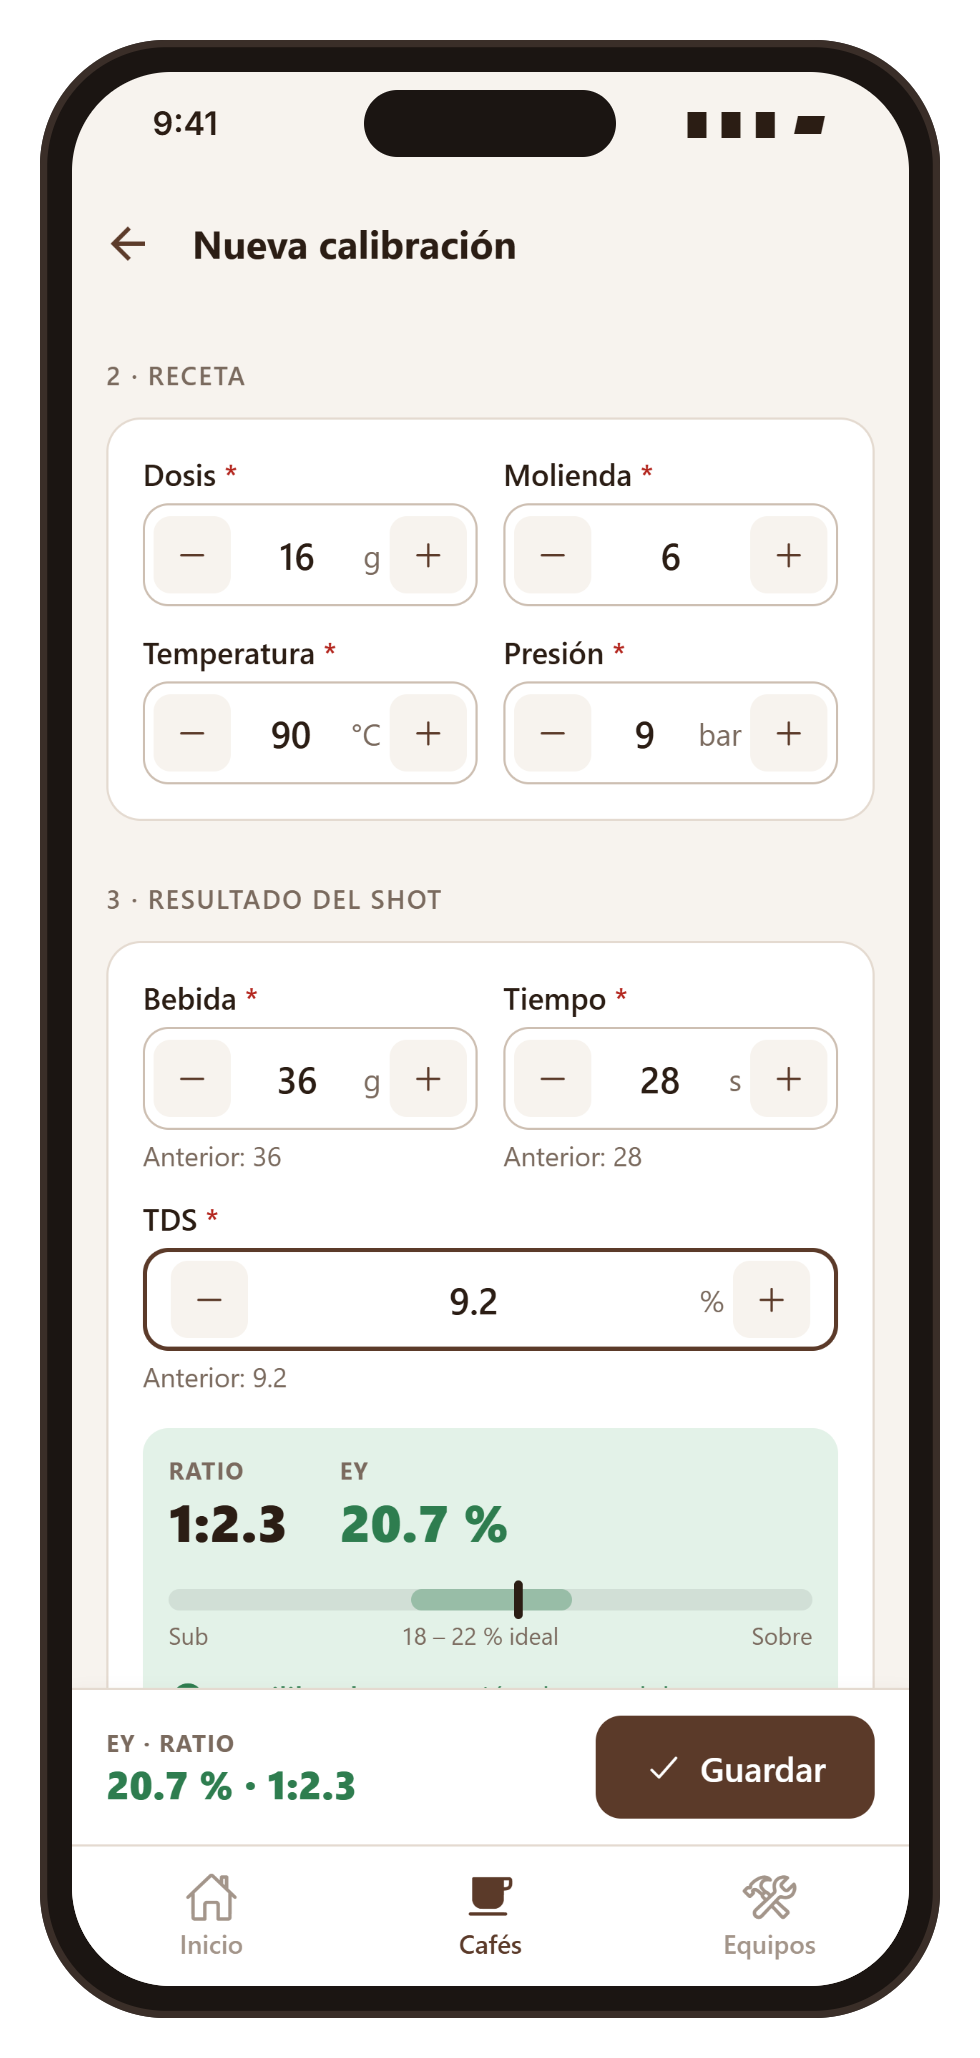 9:41
Nueva calibración
2 · RECETA
Dosis *
Molienda *
− 16 g +
− 6 +
Temperatura *
Presión *
− 90 °C +
− 9 bar +
3 · RESULTADO DEL SHOT
Bebida *
Tiempo *
− 36 g +
− 28 s +
Anterior: 36
Anterior: 28
TDS *
− 9.2 % +
Anterior: 9.2
RATIO
EY
1:2.3
20.7 %
Sub
18 – 22 % ideal
Sobre
EY · RATIO
20.7 % · 1:2.3
Guardar
Inicio
Cafés
Equipos